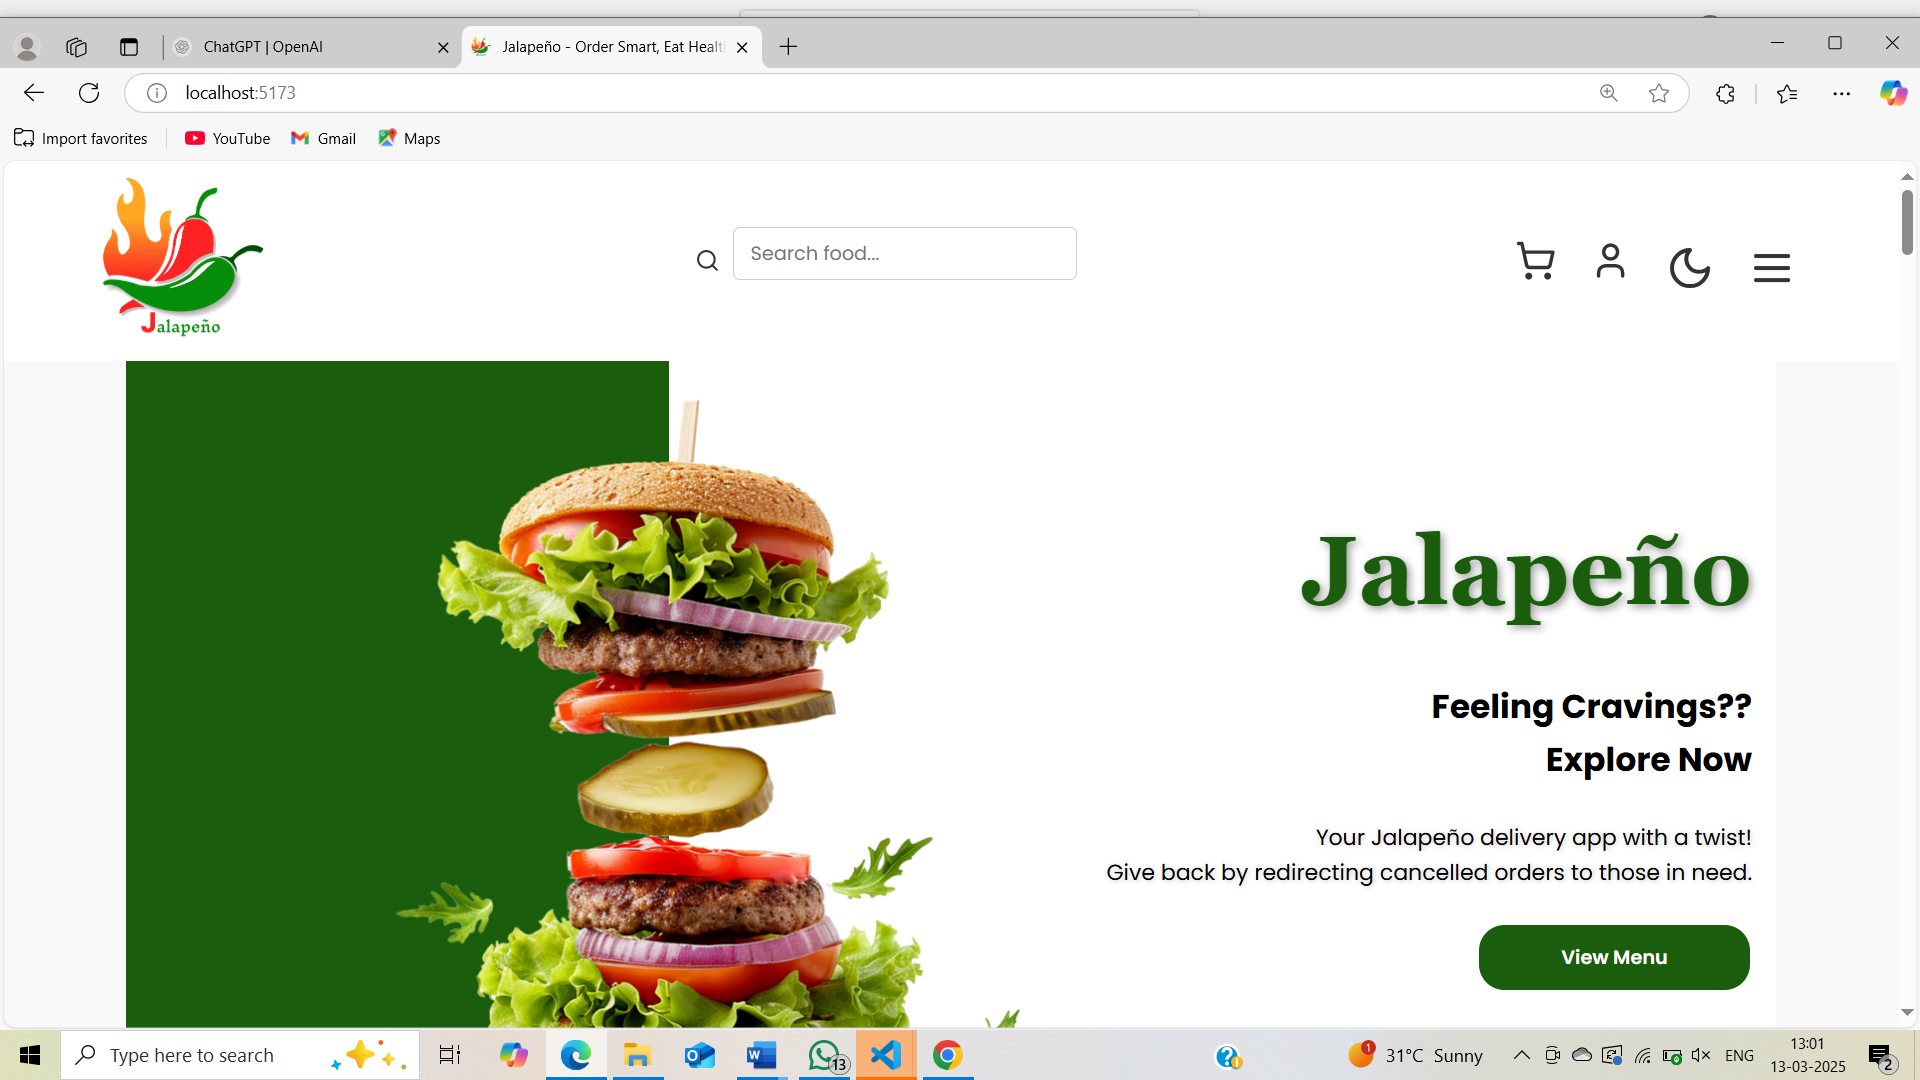 ChatGPT | OpenAI
Jalapeño - Order Smart, Eat Healt
localhost:5173
Import favorites
YouTube
Gmail
Maps
Jalapeño
Search food...
Jalapeño
Feeling Cravings??
Explore Now
Your Jalapeño delivery app with a twist!
Give back by redirecting cancelled orders to those in need.
View Menu
Type here to search
13
1
31°C Sunny
ENG
13:01
13-03-2025
2